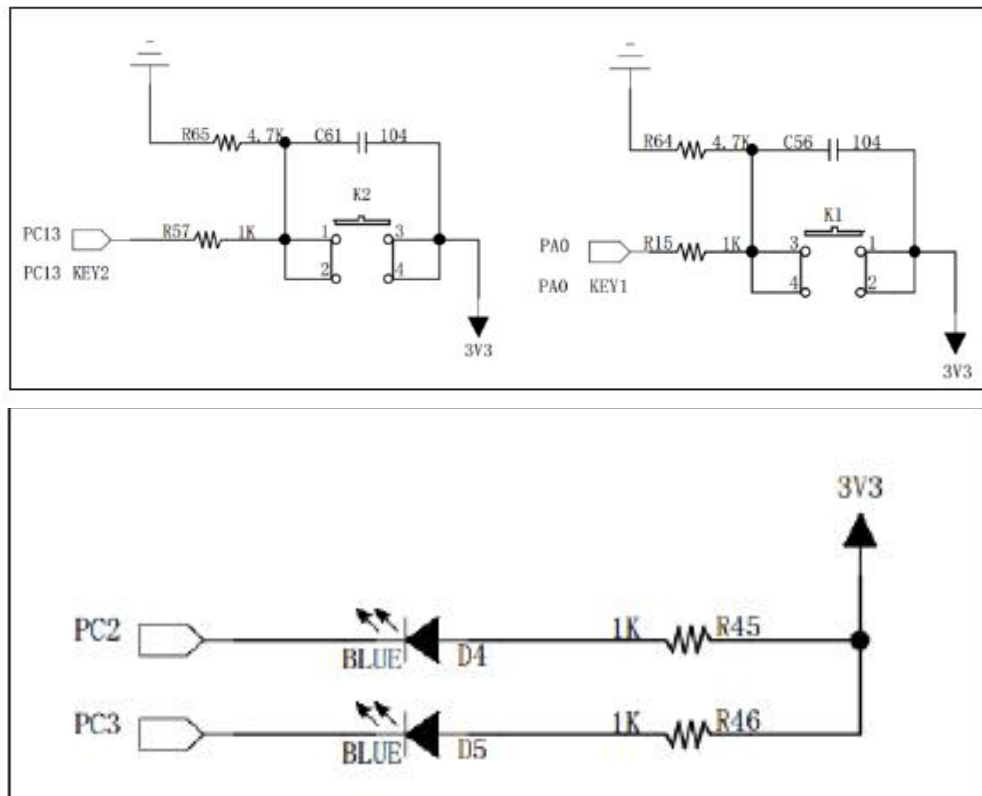 R65 4.7K C61 104
K2
PC13 R57 1K 1 3
PC13 KEY2 2 4
3V3
R64 4.7K C56 104
K1
PA0 R15 1K 3 1
PA0 KEY1 4 2
3V3
3V3
PC2 BLUE D4 1K R45
PC3 BLUE D5 1K R46